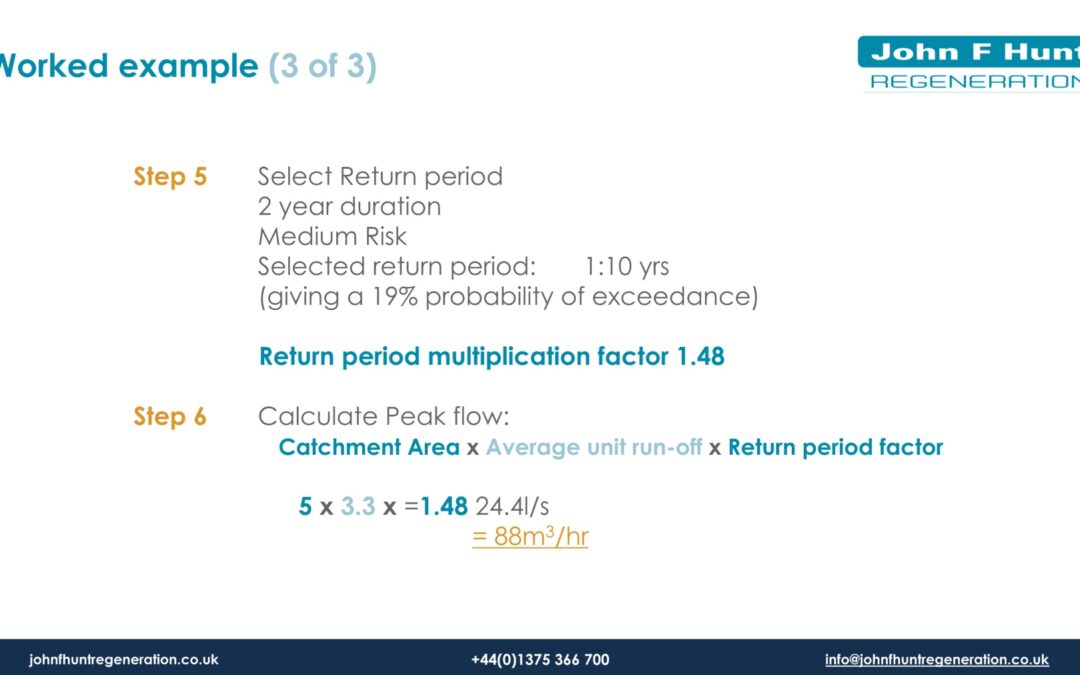 Worked example (3 of 3)
John F Hunt
REGENERATION
Step 5 Select Return period
2 year duration
Medium Risk
Selected return period: 1:10 yrs
(giving a 19% probability of exceedance)
Return period multiplication factor 1.48
Step 6 Calculate Peak flow:
Catchment Area x Average unit run-off x Return period factor
5 x 3.3 x =1.48 24.4l/s
= 88m³/hr
johnfhuntregeneration.co.uk +44(0)1375 366 700 info@johnfhuntregeneration.co.uk